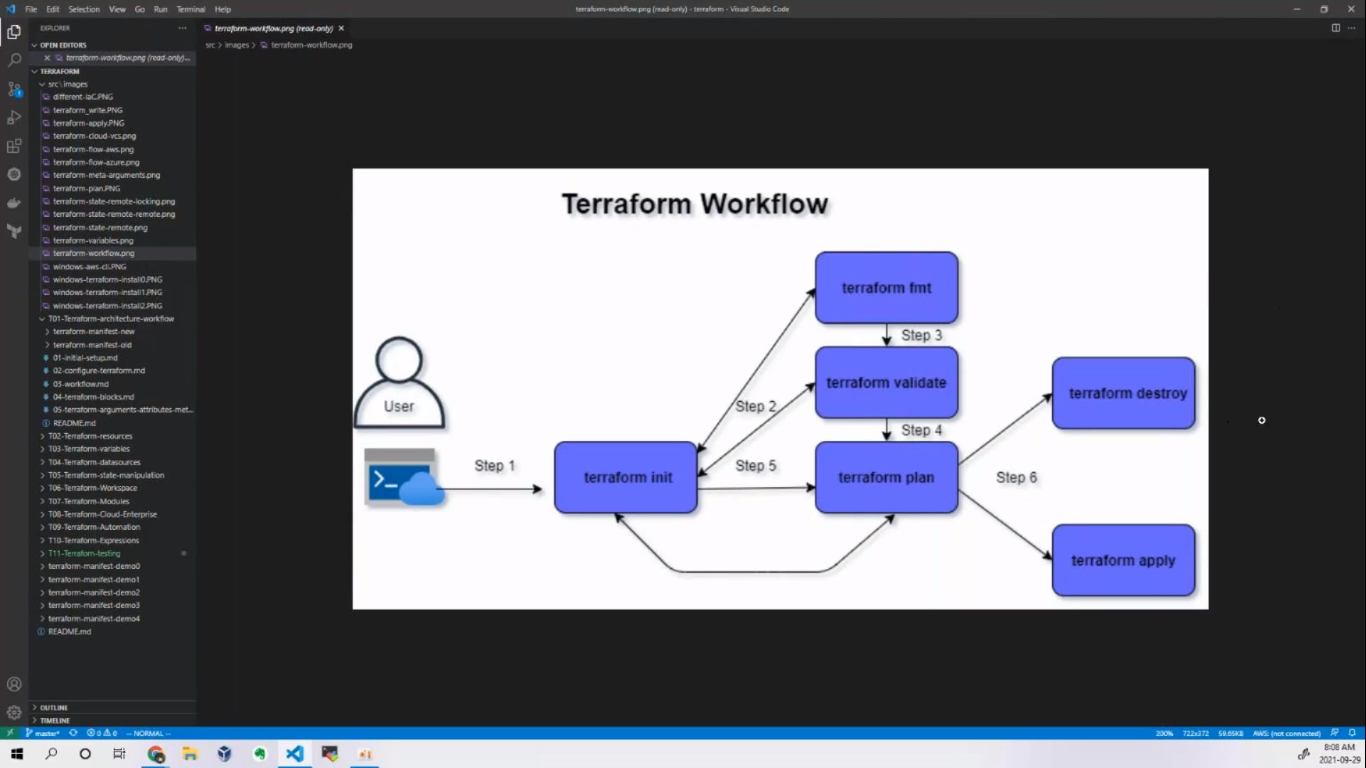 File Edit Selection View Go Run Terminal Help
terraform-workflow.png (read-only) - terraform - Visual Studio Code
EXPLORER
OPEN EDITORS
terraform-workflow.png (read-only)...
TERRAFORM
src\images
different-IaC.PNG
terraform_write.PNG
terraform-apply.PNG
terraform-cloud-vcs.png
terraform-flow-aws.png
terraform-flow-azure.png
terraform-meta-arguments.png
terraform-plan.PNG
terraform-state-remote-locking.png
terraform-state-remote-remote.png
terraform-state-remote.png
terraform-variables.png
terraform-workflow.png
windows-aws-cli.PNG
windows-terraform-install0.PNG
windows-terraform-install1.PNG
windows-terraform-install2.PNG
T01-Terraform-architecture-workflow
terraform-manifest-new
terraform-manifest-old
01-initial-setup.md
02-configure-terraform.md
03-workflow.md
04-terraform-blocks.md
05-terraform-arguments-attributes-met...
README.md
T02-Terraform-resources
T03-Terraform-variables
T04-Terraform-datasources
T05-Terraform-state-manipulation
T06-Terraform-Workspace
T07-Terraform-Modules
T08-Terraform-Cloud-Enterprise
T09-Terraform-Automation
T10-Terraform-Expressions
T11-Terraform-testing
terraform-manifest-demo0
terraform-manifest-demo1
terraform-manifest-demo2
terraform-manifest-demo3
terraform-manifest-demo4
README.md
OUTLINE
TIMELINE
terraform-workflow.png (read-only)
src > images > terraform-workflow.png
Terraform Workflow
terraform fmt
Step 3
terraform validate
Step 2
Step 4
User
terraform destroy
Step 1
Step 5
terraform init
terraform plan
Step 6
terraform apply
master*
0 0
-- NORMAL --
200%
722x372
59.65KB
AWS: (not connected)
8:08 AM
2021-09-29